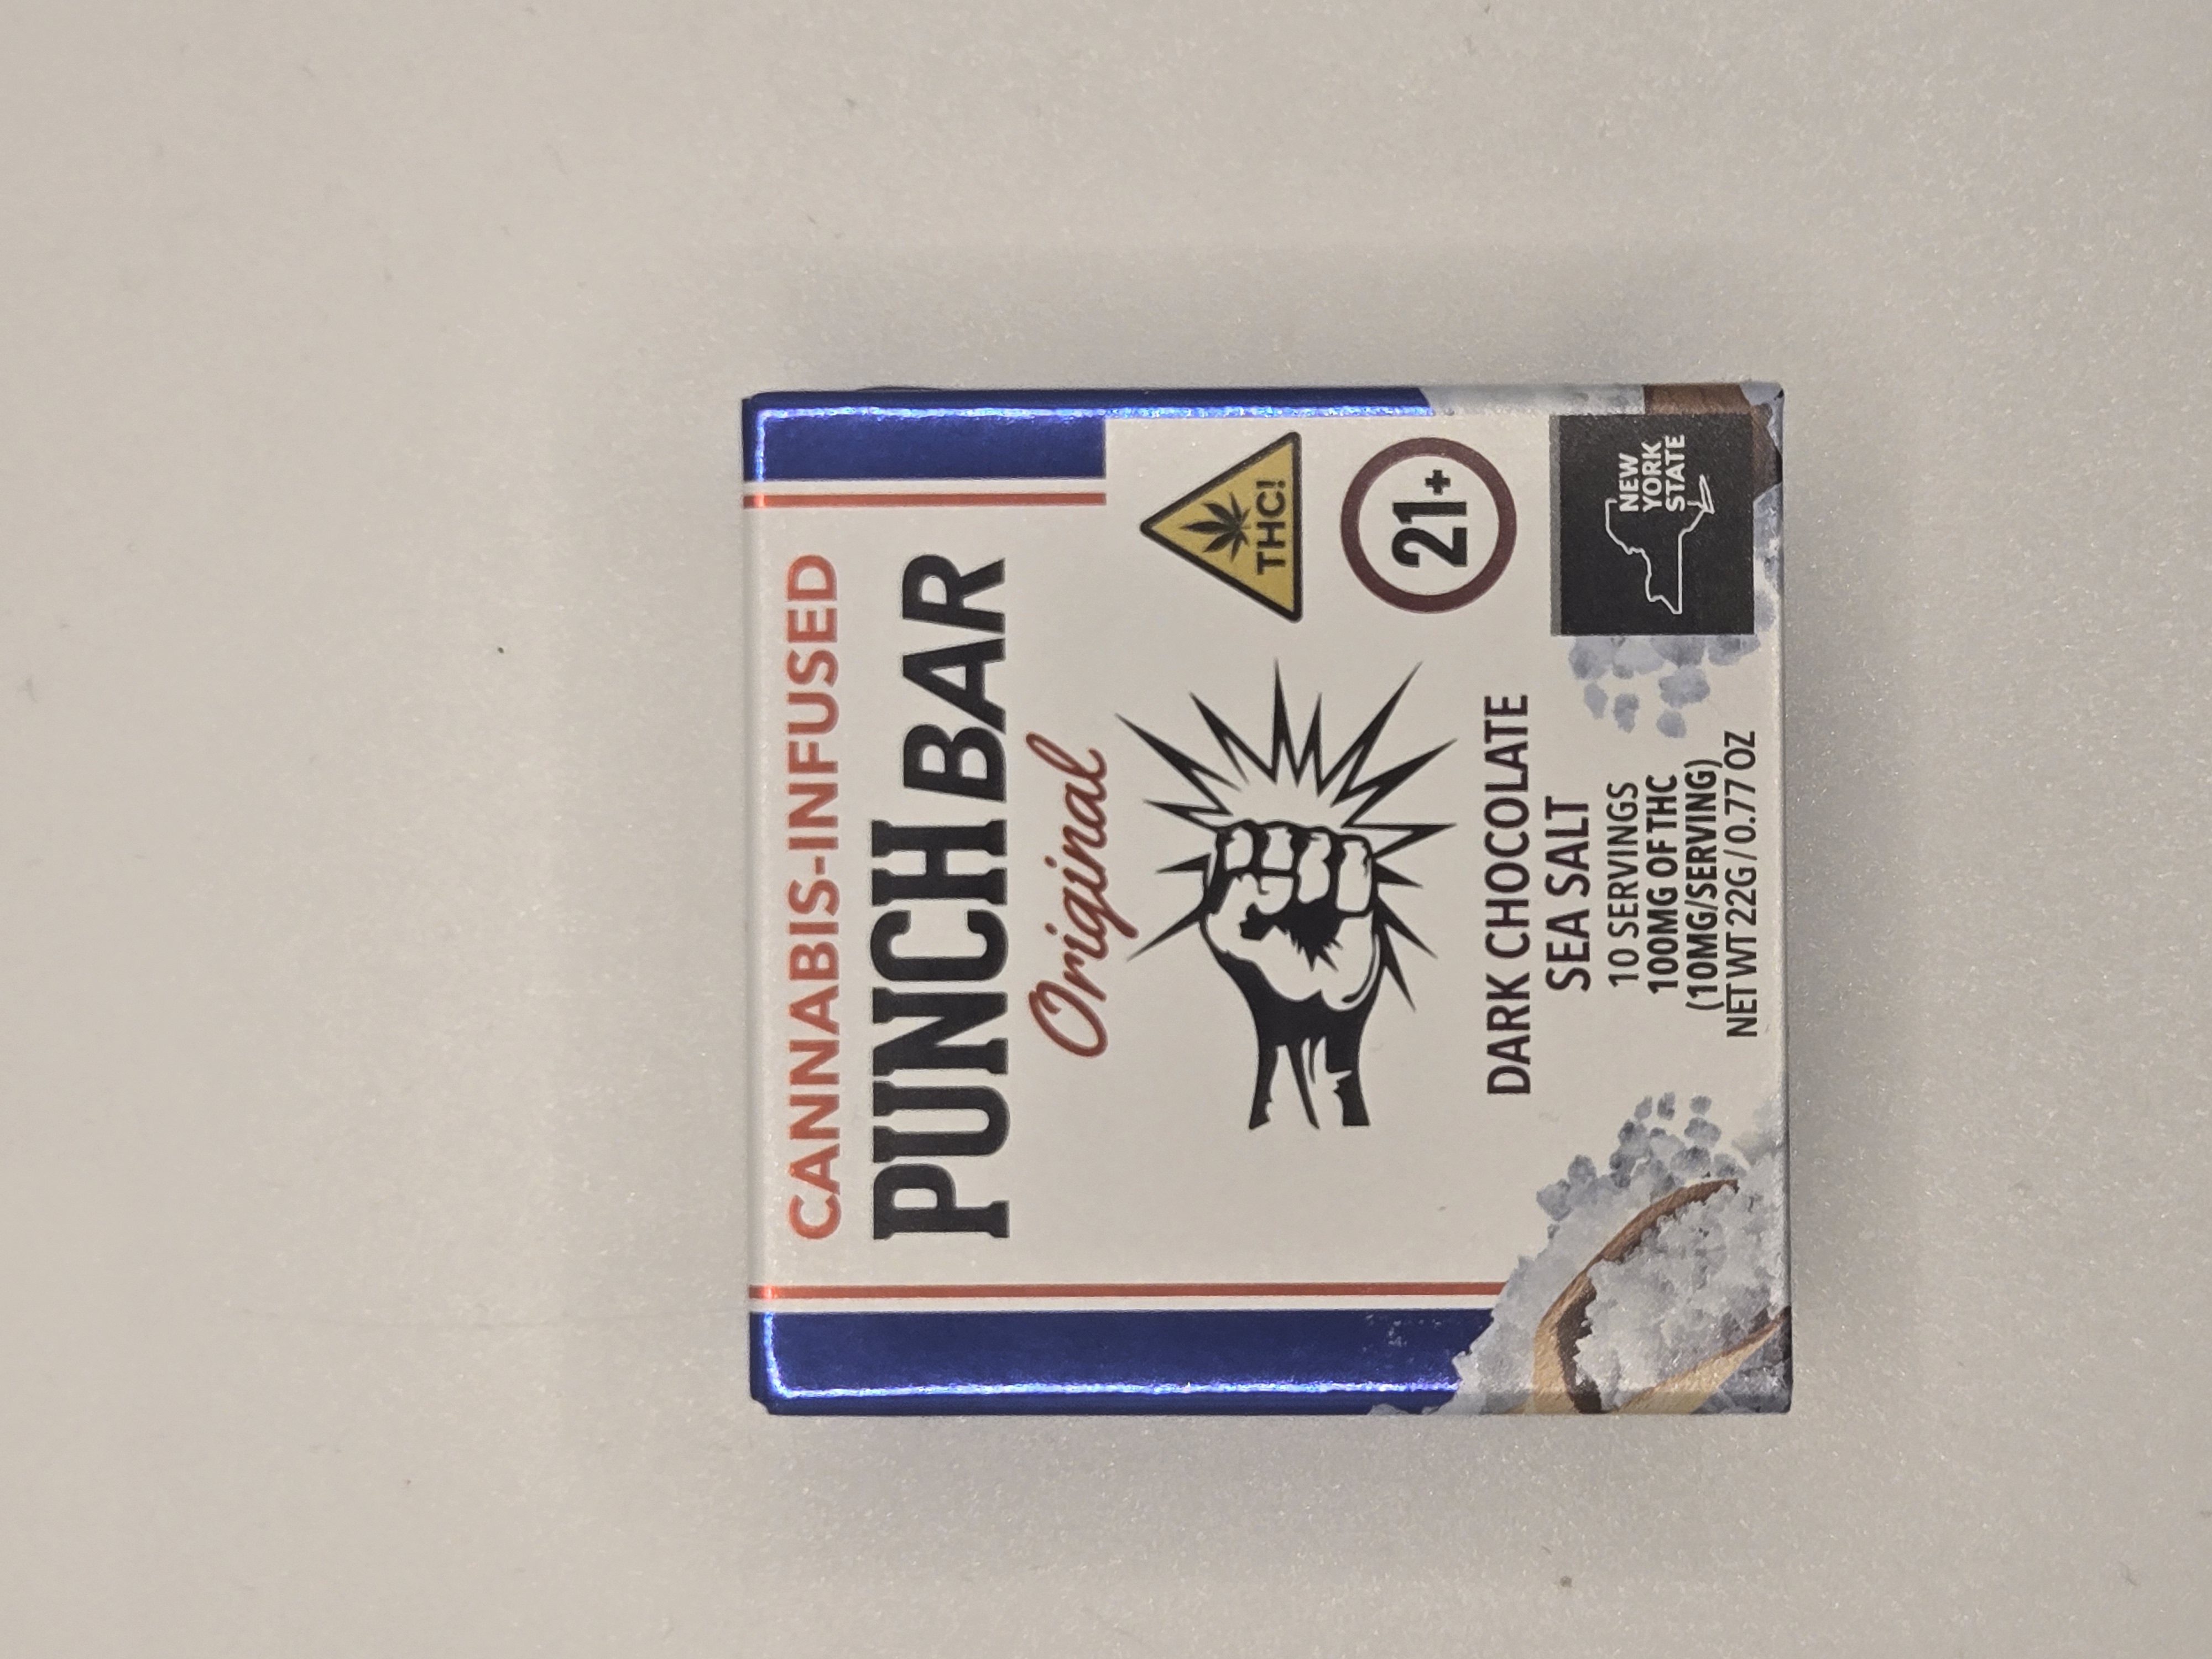 CANNABIS-INFUSED
PUNCH BAR
Original
THC!
21+
NEW
YORK
STATE
DARK CHOCOLATE
SEA SALT
10 SERVINGS
100MG OF THC
(10MG/SERVING)
NET WT 22G / 0.77 OZ